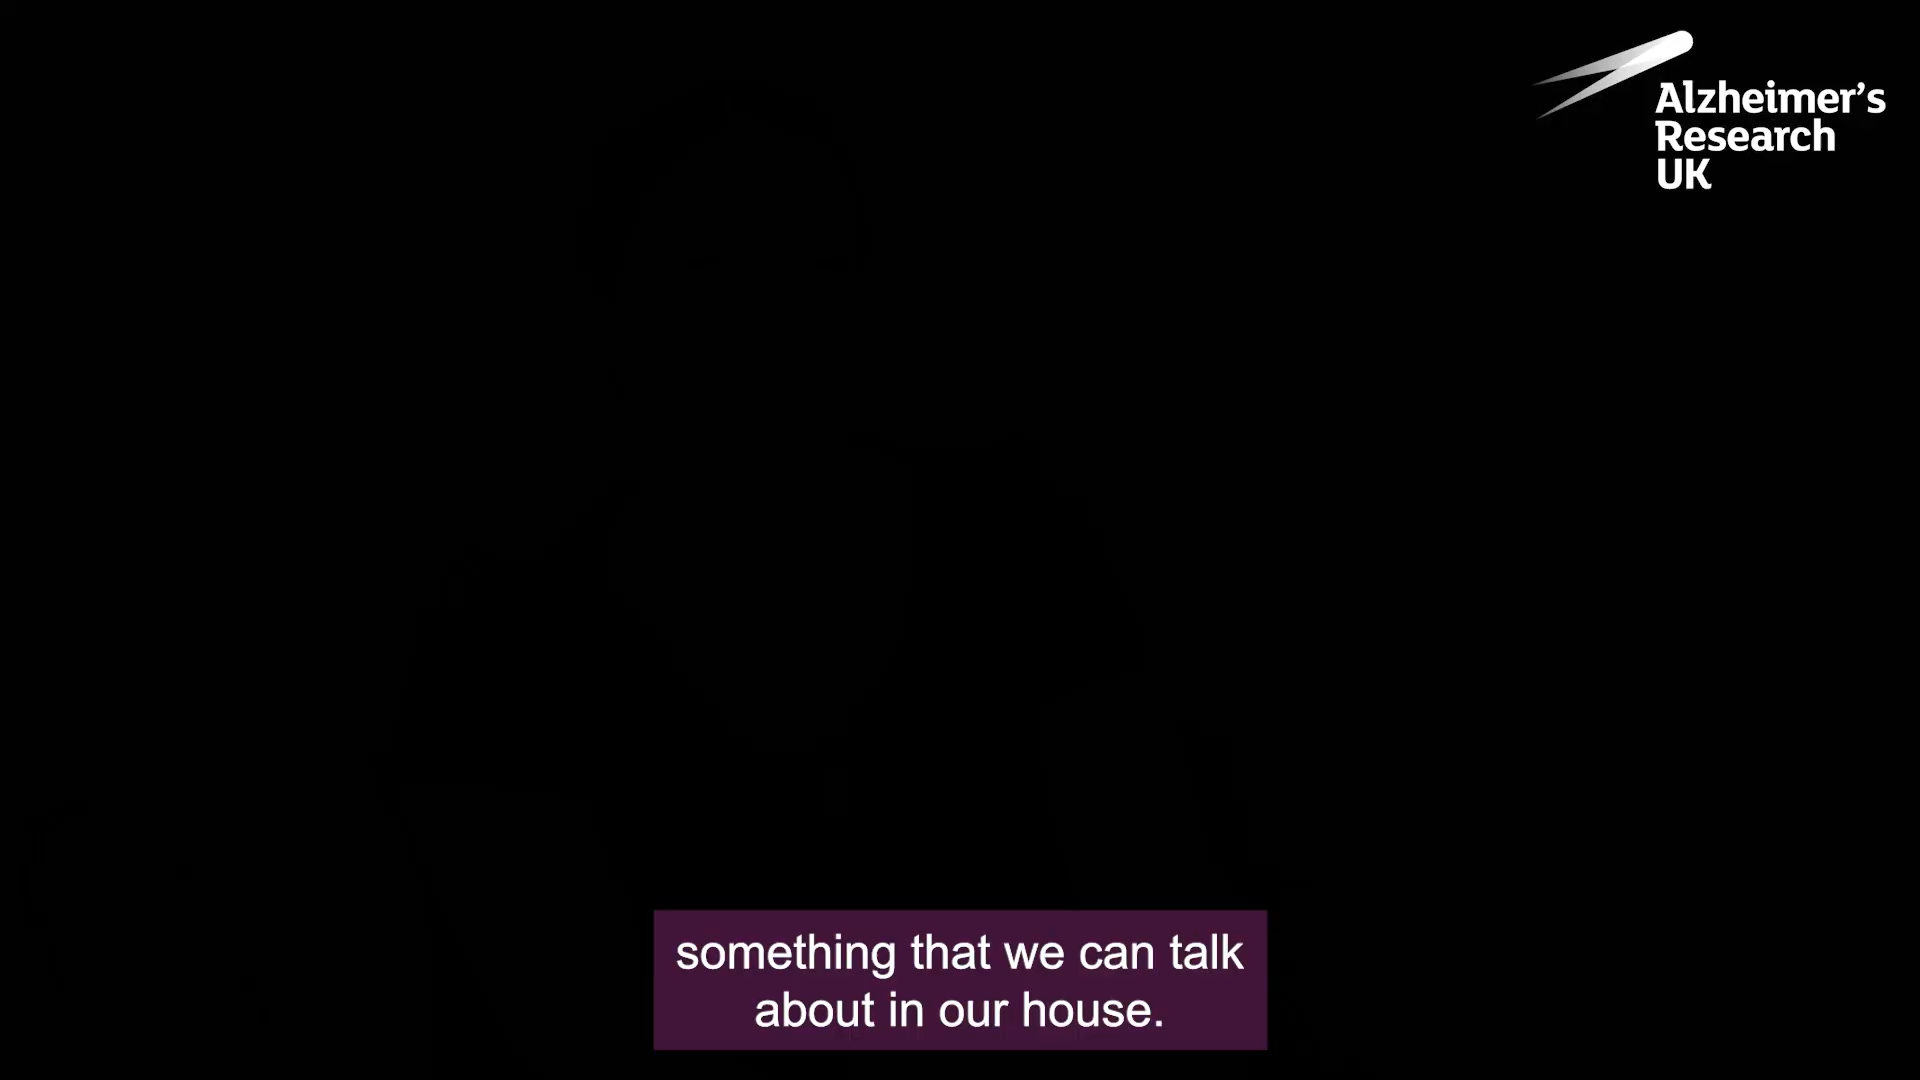 Alzheimer's
Research
UK
something that we can talk
about in our house.